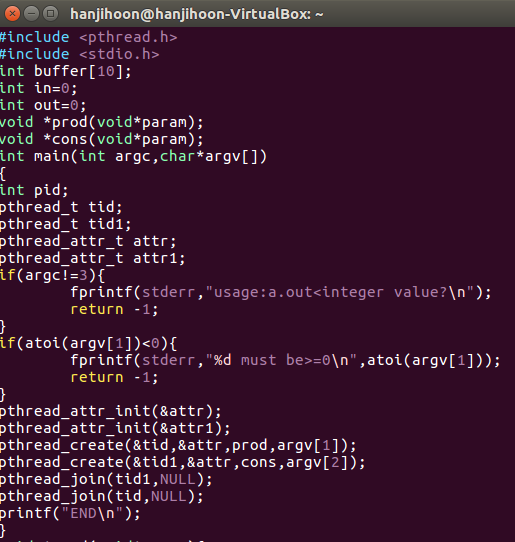 hanjihoon@hanjihoon-VirtualBox: ~
#include <pthread.h>
#include <stdio.h>
int buffer[10];
int in=0;
int out=0;
void *prod(void*param);
void *cons(void*param);
int main(int argc,char*argv[])
{
int pid;
pthread_t tid;
pthread_t tid1;
pthread_attr_t attr;
pthread_attr_t attr1;
if(argc!=3){
        fprintf(stderr,"usage:a.out<integer value?\n");
        return -1;
}
if(atoi(argv[1])<0){
        fprintf(stderr,"%d must be>=0\n",atoi(argv[1]));
        return -1;
}
pthread_attr_init(&attr);
pthread_attr_init(&attr1);
pthread_create(&tid,&attr,prod,argv[1]);
pthread_create(&tid1,&attr,cons,argv[2]);
pthread_join(tid1,NULL);
pthread_join(tid,NULL);
printf("END\n");
}